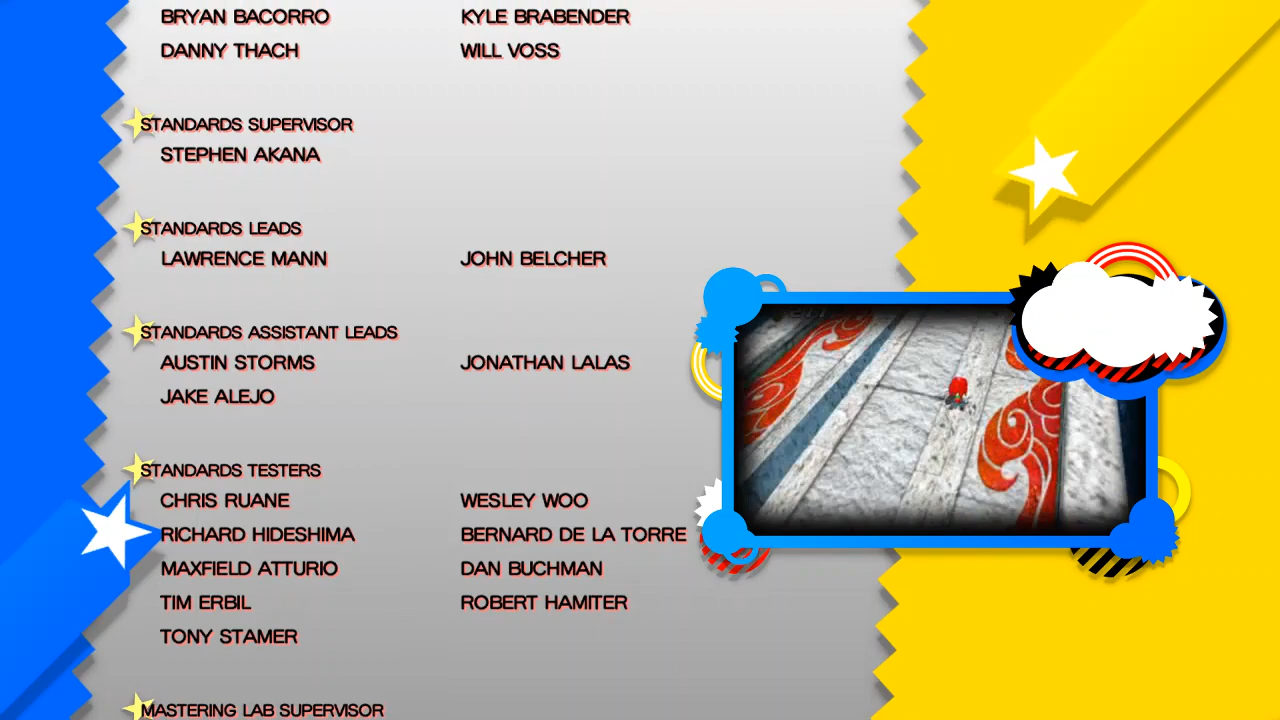 BRYAN BACORRO KYLE BRABENDER
DANNY THACH WILL VOSS
STANDARDS SUPERVISOR
STEPHEN AKANA
STANDARDS LEADS
LAWRENCE MANN JOHN BELCHER
STANDARDS ASSISTANT LEADS
AUSTIN STORMS JONATHAN LALAS
JAKE ALEJO
STANDARDS TESTERS
CHRIS RUANE WESLEY WOO
RICHARD HIDESHIMA BERNARD DE LA TORRE
MAXFIELD ATTURIO DAN BUCHMAN
TIM ERBIL ROBERT HAMITER
TONY STAMER
MASTERING LAB SUPERVISOR